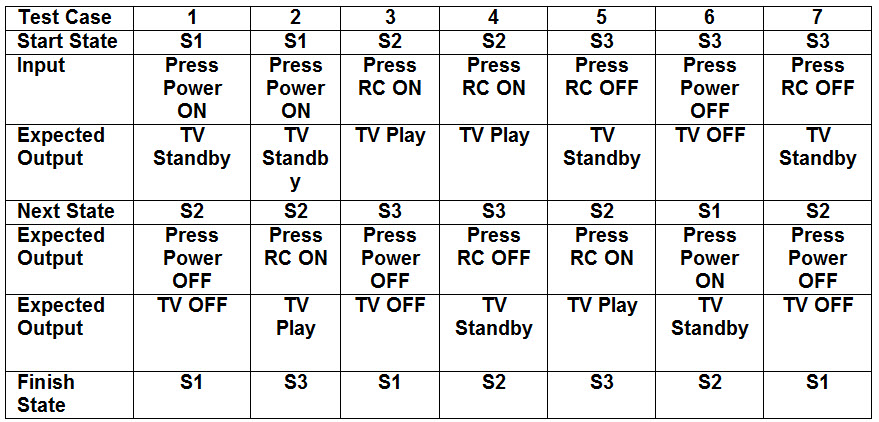 Test Case 1 2 3 4 5 6 7
Start State S1 S1 S2 S2 S3 S3 S3
Input Press Press Press Press Press Press Press
Power Power RC ON RC ON RC OFF Power RC OFF
ON ON OFF
Expected TV TV TV Play TV Play TV TV OFF TV
Output Standby Standb Standby Standby
y
Next State S2 S2 S3 S3 S2 S1 S2
Expected Press Press Press Press Press Press Press
Output Power RC ON Power RC OFF RC ON Power Power
OFF OFF ON OFF
Expected TV OFF TV TV OFF TV TV Play TV TV OFF
Output Play Standby Standby
Finish S1 S3 S1 S2 S3 S2 S1
State